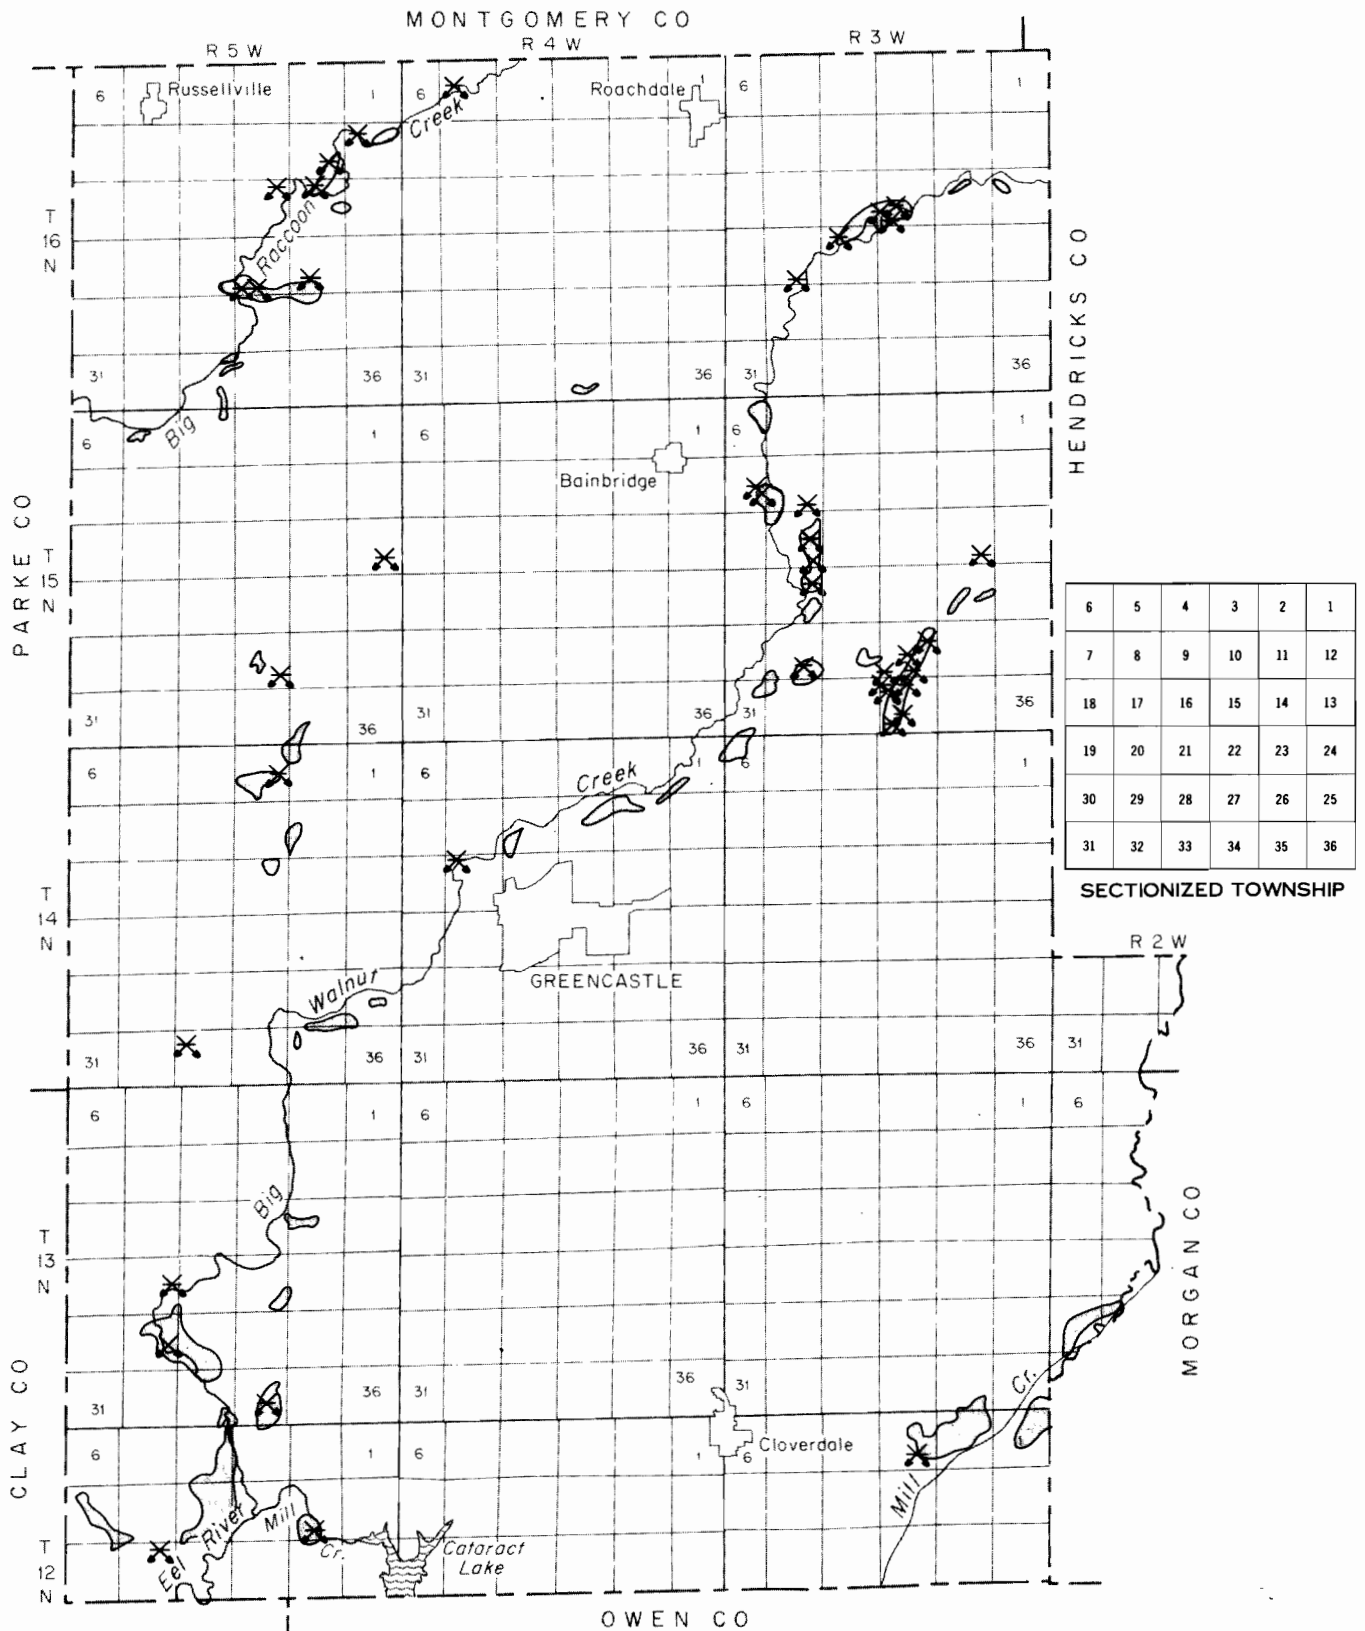 MONTGOMERY CO
R 5 W
R 4 W
R 3 W
6
Russellville
1
6
Creek
Roachdale
1
6
1
T
16
N
Raccoon
HENDRICKS CO
31
36
31
36
31
36
6
Big
1
6
1
6
1
Bainbridge
PARKE CO
T
15
N
6 5 4 3 2 1
7 8 9 10 11 12
18 17 16 15 14 13
19 20 21 22 23 24
30 29 28 27 26 25
31 32 33 34 35 36
SECTIONIZED TOWNSHIP
31
36
31
36
31
36
6
1
6
Creek
1
6
1
T
14
N
GREENCASTLE
R 2 W
Walnut
31
36
31
36
31
36
31
6
1
6
1
6
1
6
Big
T
13
N
MORGAN CO
CLAY CO
31
36
31
36
31
Cr.
6
1
6
1
6
Cloverdale
Mill
Eel River
Mill
Cr.
Cataract
Lake
T
12
N
OWEN CO